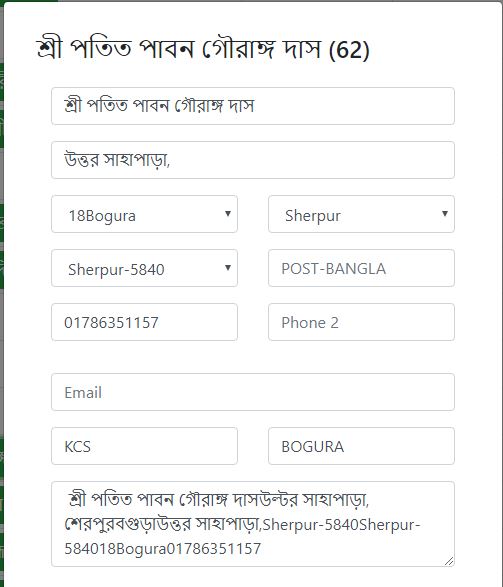 শ্রী পতিত পাবন গৌরাঙ্গ দাস (62)
শ্রী পতিত পাবন গৌরাঙ্গ দাস
উত্তর সাহাপাড়া,
18Bogura Sherpur
Sherpur-5840 POST-BANGLA
01786351157 Phone 2
Email
KCS BOGURA
শ্রী পতিত পাবন গৌরাঙ্গ দাসউল্টর সাহাপাড়া,
শেরপুরবগুড়াউত্তর সাহাপাড়া,Sherpur-5840Sherpur-
584018Bogura01786351157